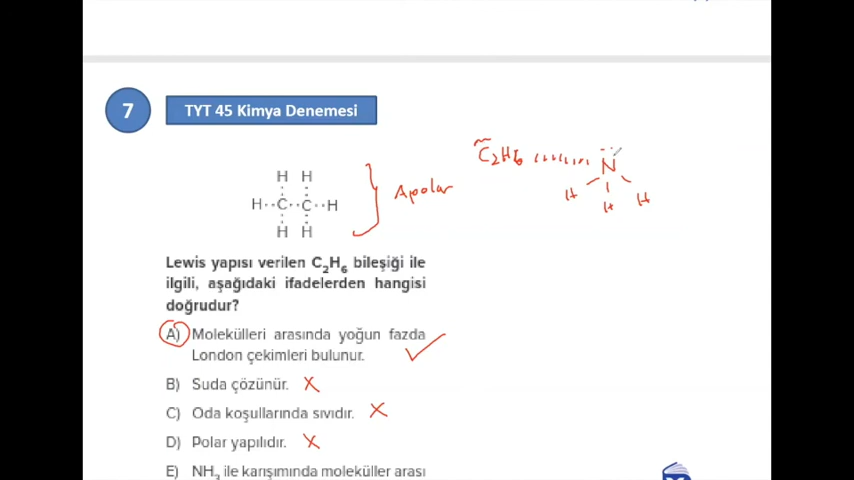 7
TYT 45 Kimya Denemesi
H H
H··C··C··H
H H
Apolar
C2H6 ıııııııı N
H H H
Lewis yapısı verilen C2H6 bileşiği ile
ilgili, aşağıdaki ifadelerden hangisi
doğrudur?
A) Molekülleri arasında yoğun fazda
London çekimleri bulunur.
B) Suda çözünür. X
C) Oda koşullarında sıvıdır. X
D) Polar yapılıdır. X
E) NH3 ile karışımında moleküller arası